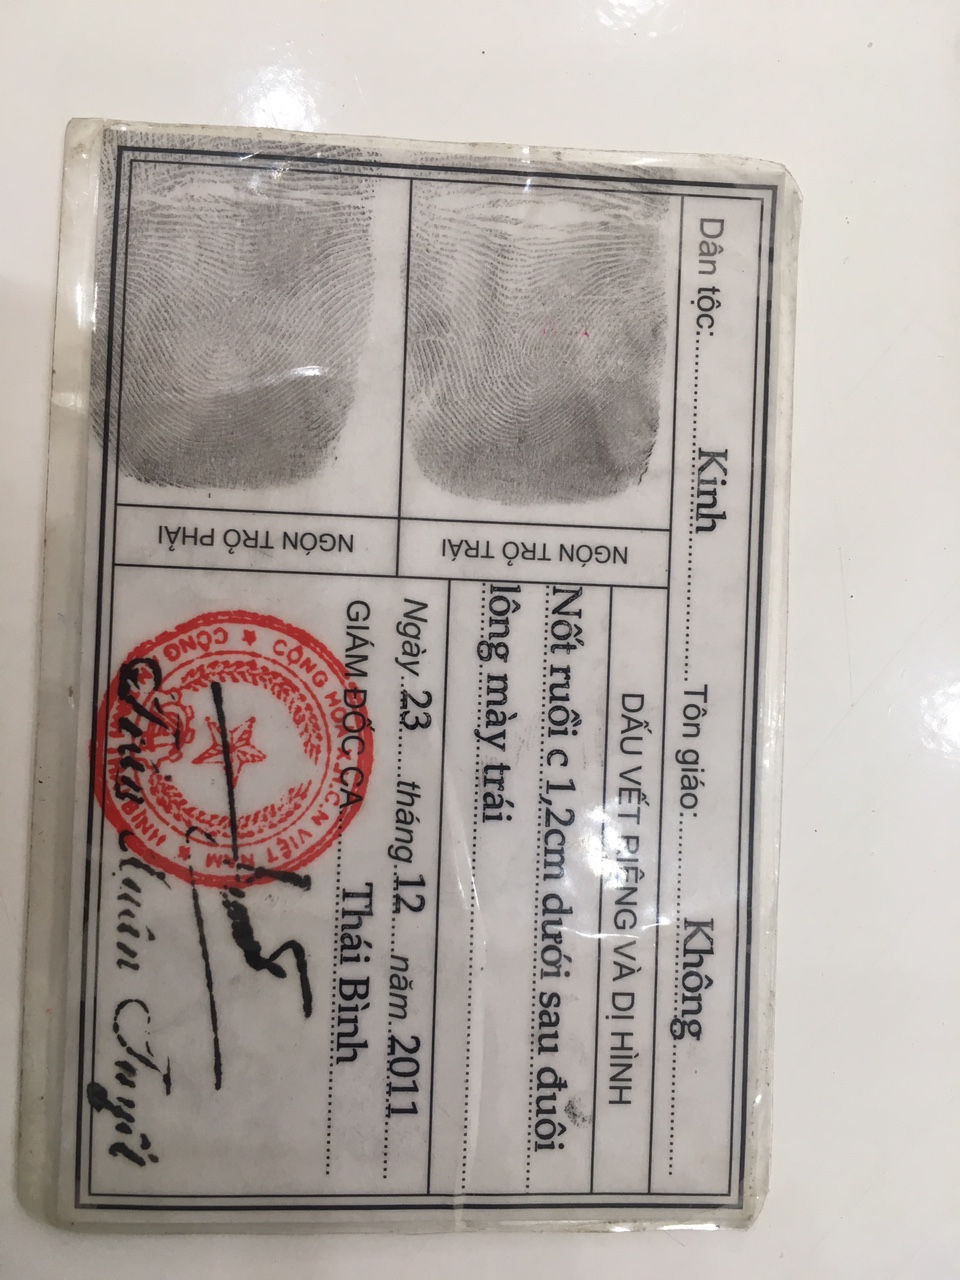 Dân tộc: Kinh Tôn giáo: Không
NGÓN TRỎ TRÁI
DẤU VẾT RIÊNG VÀ DỊ HÌNH
Nốt ruồi c 1,2cm dưới sau đuôi
lông mày trái
NGÓN TRỎ PHẢI
Ngày 23 tháng 12 năm 2011
GIÁM ĐỐC CA Thái Bình
CỘNG HÒA X.H.C.N VIỆT NAM
CÔNG BÌNH
Trần Xuân Tuyết